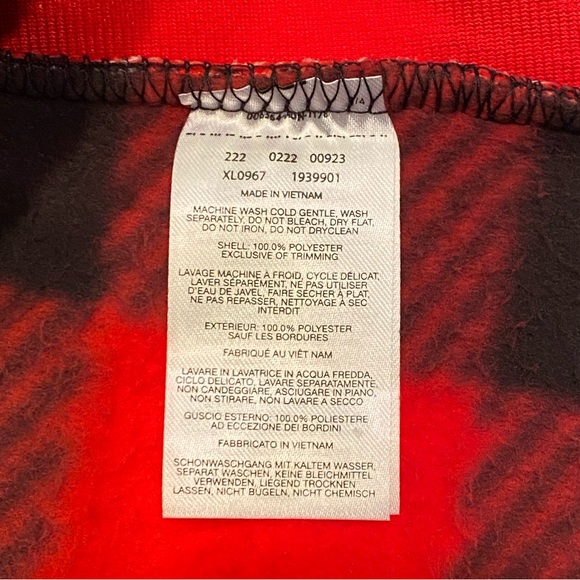 222 0222 00923
XL0967 1939901
MADE IN VIETNAM
MACHINE WASH COLD GENTLE, WASH
SEPARATELY, DO NOT BLEACH, DRY FLAT,
DO NOT IRON, DO NOT DRYCLEAN
SHELL: 100.0% POLYESTER
EXCLUSIVE OF TRIMMING
LAVAGE MACHINE À FROID, CYCLE DÉLICAT,
LAVER SÉPARÉMENT, NE PAS UTILISER
D'EAU DE JAVEL, FAIRE SÉCHER À PLAT,
NE PAS REPASSER, NETTOYAGE À SEC
INTERDIT
EXTERIEUR: 100.0% POLYESTER
SAUF LES BORDURES
FABRIQUÉ AU VIÊT NAM
LAVARE IN LAVATRICE IN ACQUA FREDDA,
CICLO DELICATO, LAVARE SEPARATAMENTE,
NON CANDEGGIARE, ASCIUGARE IN PIANO,
NON STIRARE, NON LAVARE A SECCO
GUSCIO ESTERNO: 100.0% POLIESTERE
AD ECCEZIONE DEI BORDINI
FABBRICATO IN VIETNAM
SCHONWASCHGANG MIT KALTEM WASSER,
SEPARAT WASCHEN, KEINE BLEICHMITTEL
VERWENDEN, LIEGEND TROCKNEN
LASSEN, NICHT BUGELN, NICHT CHEMISCH